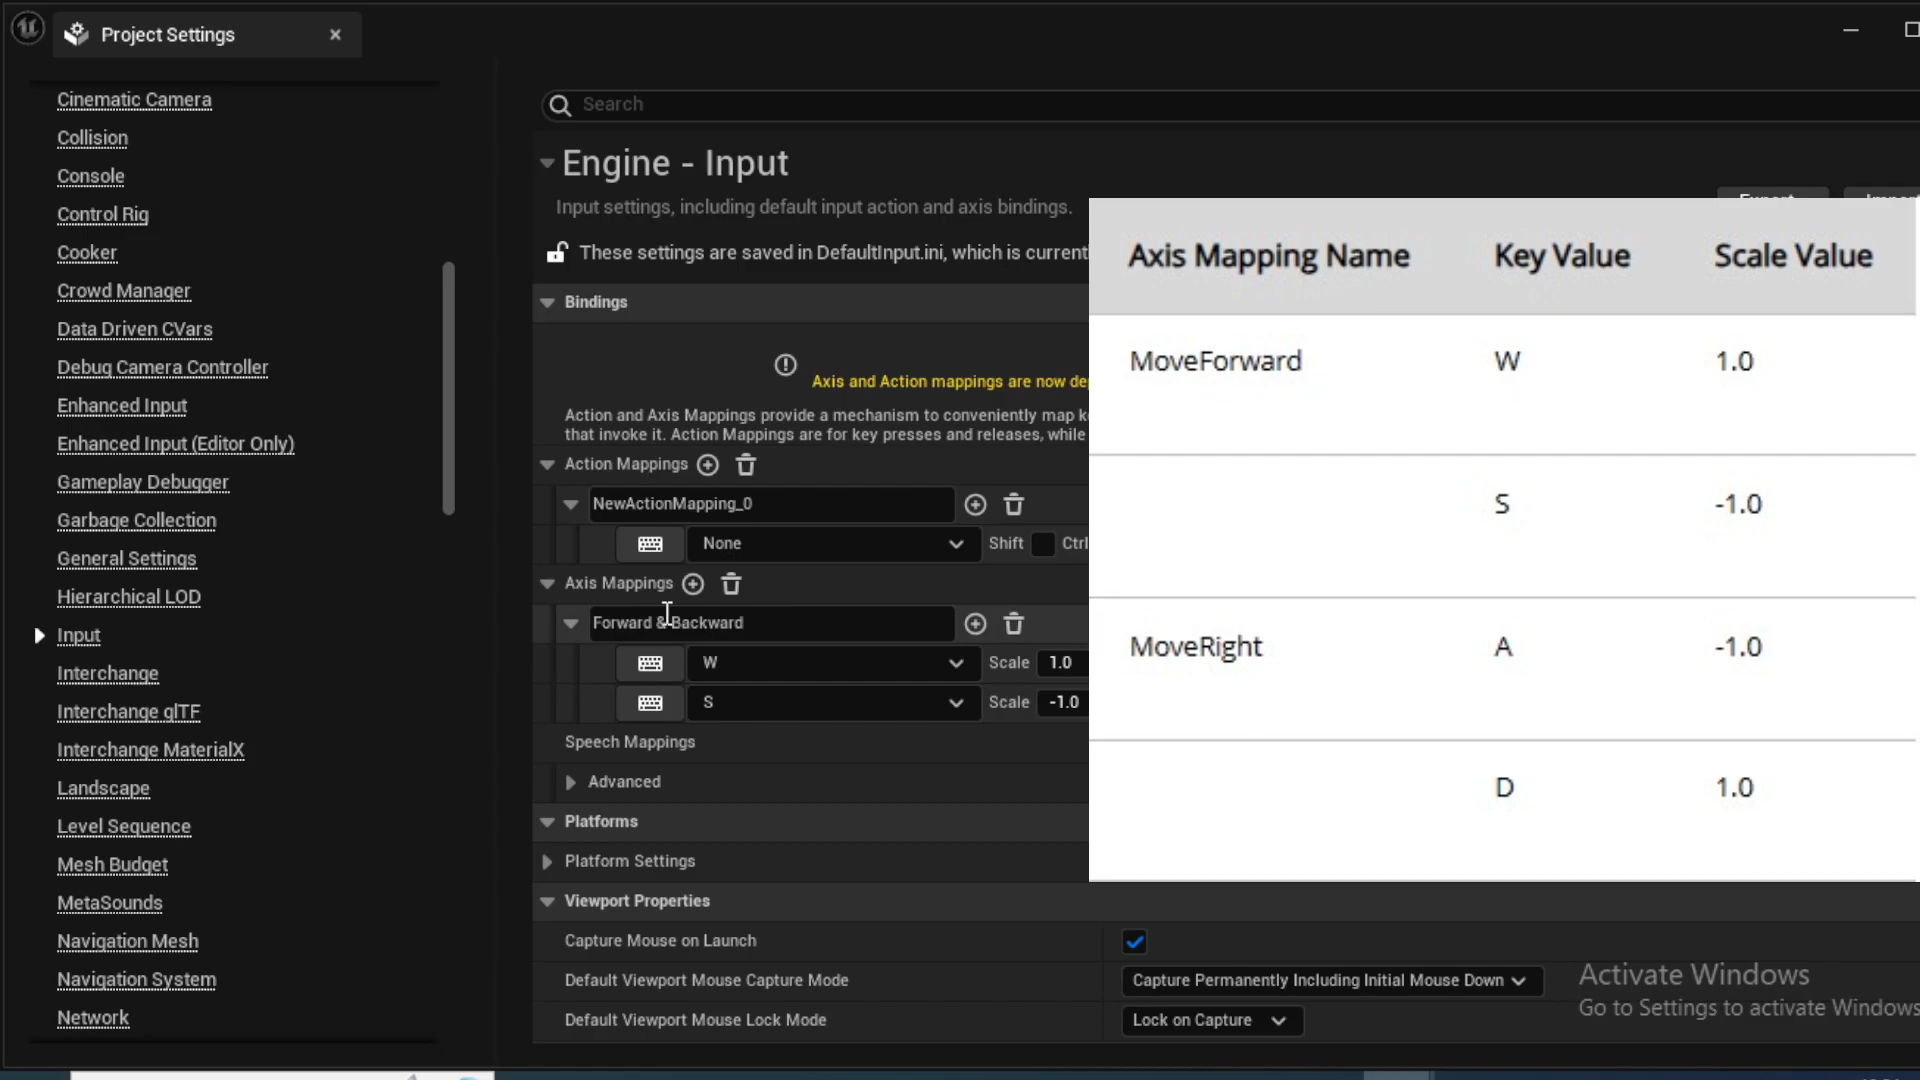 Project Settings
Cinematic Camera
Collision
Console
Control Rig
Cooker
Crowd Manager
Data Driven CVars
Debug Camera Controller
Enhanced Input
Enhanced Input (Editor Only)
Gameplay Debugger
Garbage Collection
General Settings
Hierarchical LOD
Input
Interchange
Interchange glTF
Interchange MaterialX
Landscape
Level Sequence
Mesh Budget
MetaSounds
Navigation Mesh
Navigation System
Network
Search
Engine - Input
Input settings, including default input action and axis bindings.
These settings are saved in DefaultInput.ini, which is current
Bindings
Axis and Action mappings are now de
Action and Axis Mappings provide a mechanism to conveniently map k
that invoke it. Action Mappings are for key presses and releases, while
Action Mappings
NewActionMapping_0
None Shift Ctrl
Axis Mappings
Forward & Backward
W Scale 1.0
S Scale -1.0
Speech Mappings
Advanced
Platforms
Platform Settings
Viewport Properties
Capture Mouse on Launch
Default Viewport Mouse Capture Mode Capture Permanently Including Initial Mouse Down
Default Viewport Mouse Lock Mode Lock on Capture
Axis Mapping Name Key Value Scale Value
MoveForward W 1.0
S -1.0
MoveRight A -1.0
D 1.0
Activate Windows
Go to Settings to activate Windows